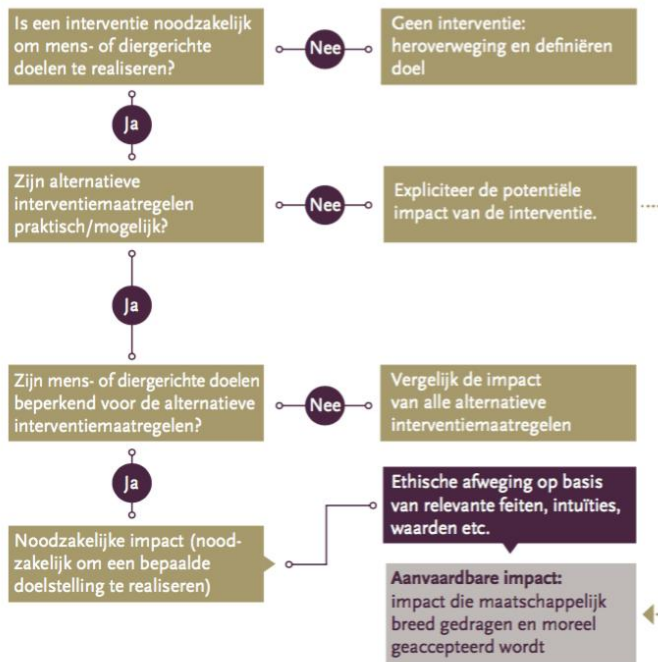 Is een interventie noodzakelijk
om mens- of diergerichte
doelen te realiseren?
Nee
Geen interventie:
heroverweging en definiëren
doel
Ja
Zijn alternatieve
interventiemaatregelen
praktisch/mogelijk?
Nee
Expliciteer de potentiële
impact van de interventie.
Ja
Zijn mens- of diergerichte doelen
beperkend voor de alternatieve
interventiemaatregelen?
Nee
Vergelijk de impact
van alle alternatieve
interventiemaatregelen
Ja
Noodzakelijke impact (nood-
zakelijk om een bepaalde
doelstelling te realiseren)
Ethische afweging op basis
van relevante feiten, intuïties,
waarden etc.
Aanvaardbare impact:
impact die maatschappelijk
breed gedragen en moreel
geaccepteerd wordt